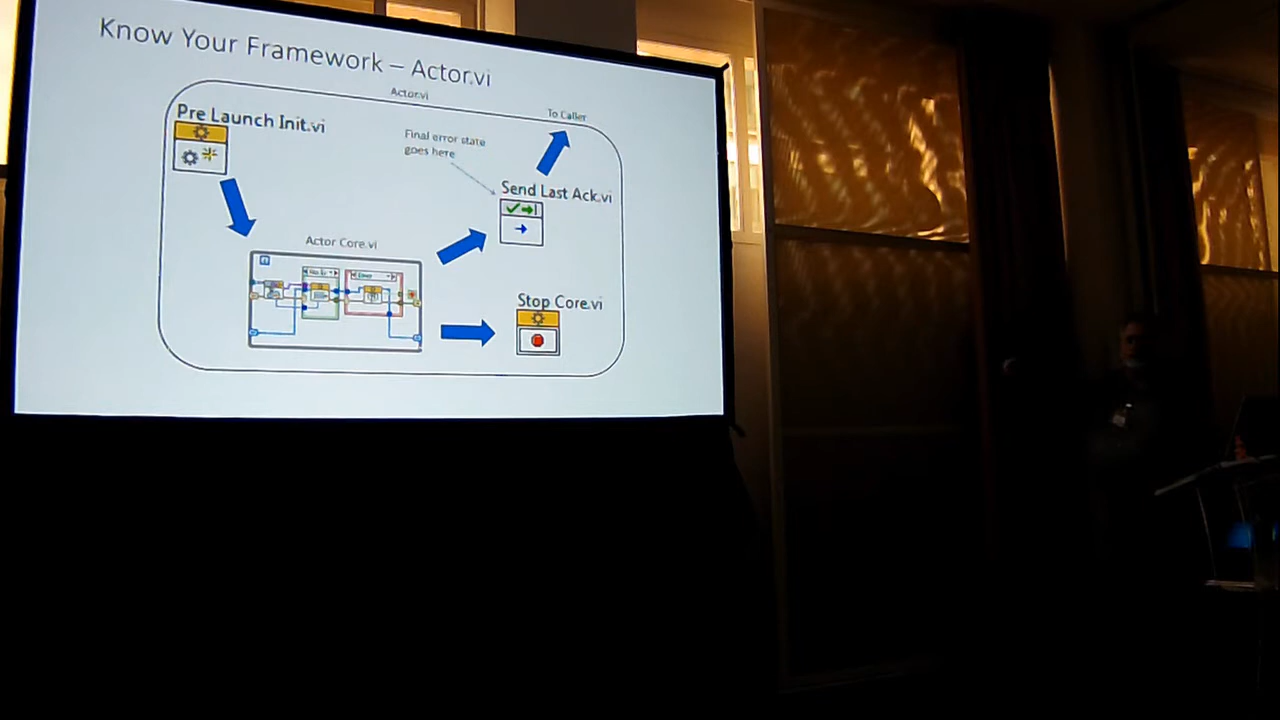 Know Your Framework – Actor.vi
Actor.vi
To Caller
Pre Launch Init.vi
Final error state
goes here
Send Last Ack.vi
Actor Core.vi
Stop Core.vi